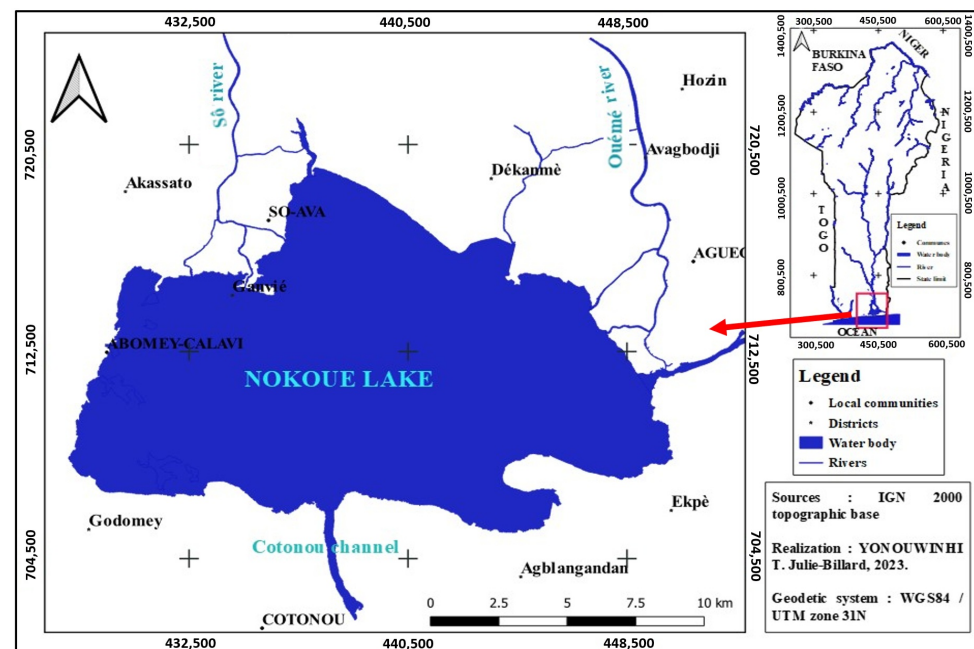 432,500
440,500
448,500
720,500
712,500
704,500
Sô river
Ouémé river
Hozin
Avagbodji
Dékanmè
Akassato
SO-AVA
AGUEG
Ganvié
ABOMEY-CALAVI
NOKOUE LAKE
Ekpè
Godomey
Cotonou channel
Agblangandan
COTONOU
0 2.5 5 7.5 10 km
720,500
712,500
704,500
432,500
440,500
448,500
300,500
450,500
600,500
1400,500
1200,500
1000,500
800,500
BURKINA
FASO
NIGER
NIGERIA
TOGO
Legend
Communes
Water body
River
State limit
OCEAN
1400,500
1200,500
1000,500
800,500
300,500
450,500
600,500
Legend
Local communities
Districts
Water body
Rivers
Sources : IGN 2000
topographic base
Realization : YONOUWINHI
T. Julie-Billard, 2023.
Geodetic system : WGS84 /
UTM zone 31N